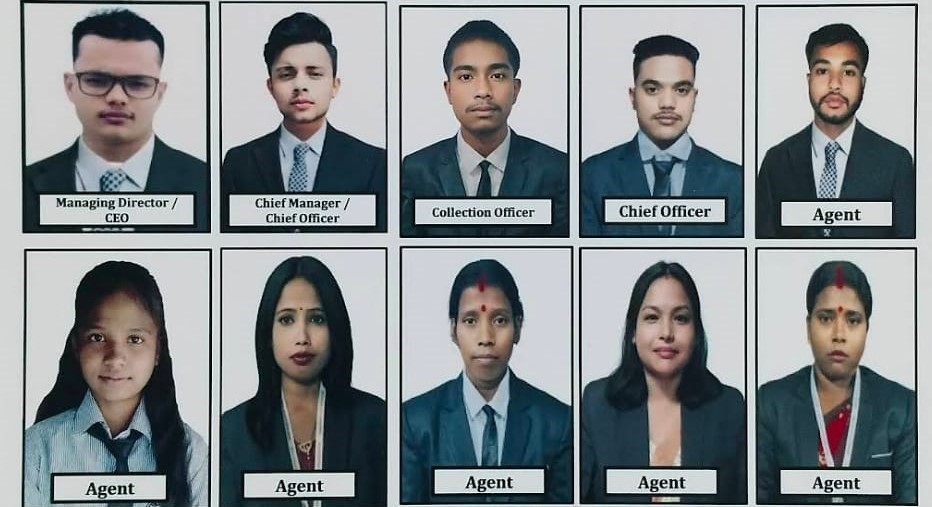 Managing Director /
CEO
Chief Manager /
Chief Officer
Collection Officer
Chief Officer
Agent
Agent
Agent
Agent
Agent
Agent